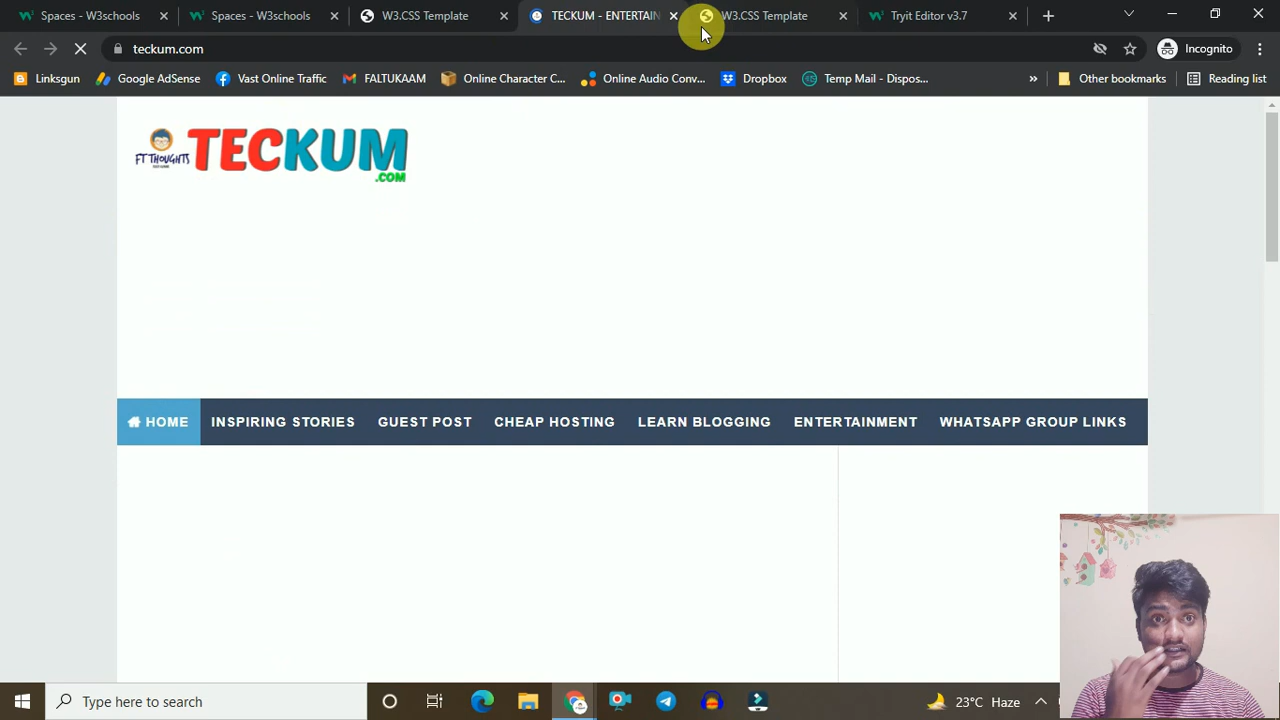 Spaces - W3schools
Spaces - W3schools
W3.CSS Template
TECKUM - ENTERTAIN
W3.CSS Template
Tryit Editor v3.7
teckum.com
Incognito
Linksgun
Google AdSense
Vast Online Traffic
FALTUKAAM
Online Character C...
Online Audio Conv...
Dropbox
Temp Mail - Dispos...
»
Other bookmarks
Reading list
FT THOUGHTS
TECKUM
.COM
HOME
INSPIRING STORIES
GUEST POST
CHEAP HOSTING
LEARN BLOGGING
ENTERTAINMENT
WHATSAPP GROUP LINKS
Type here to search
23°C Haze